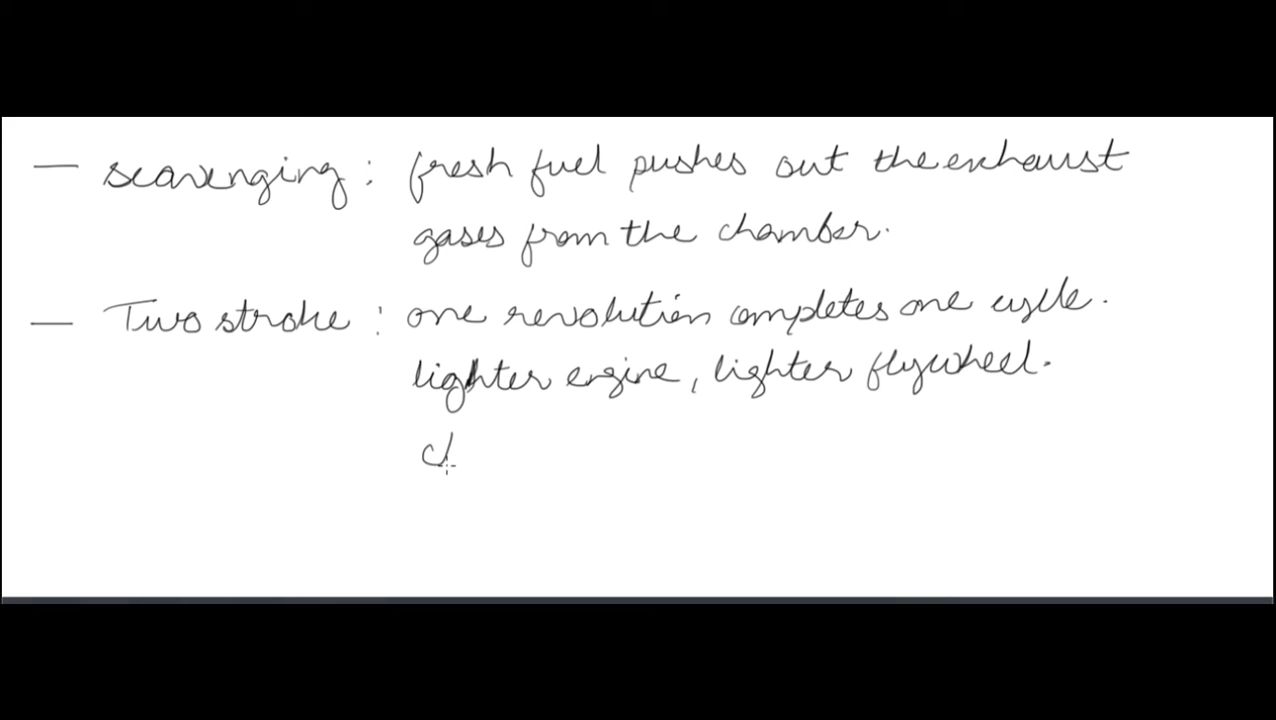 — scavenging : fresh fuel pushes out the exhaust
gases from the chamber.
— Two stroke : one revolution completes one cycle.
lighter engine, lighter flywheel.